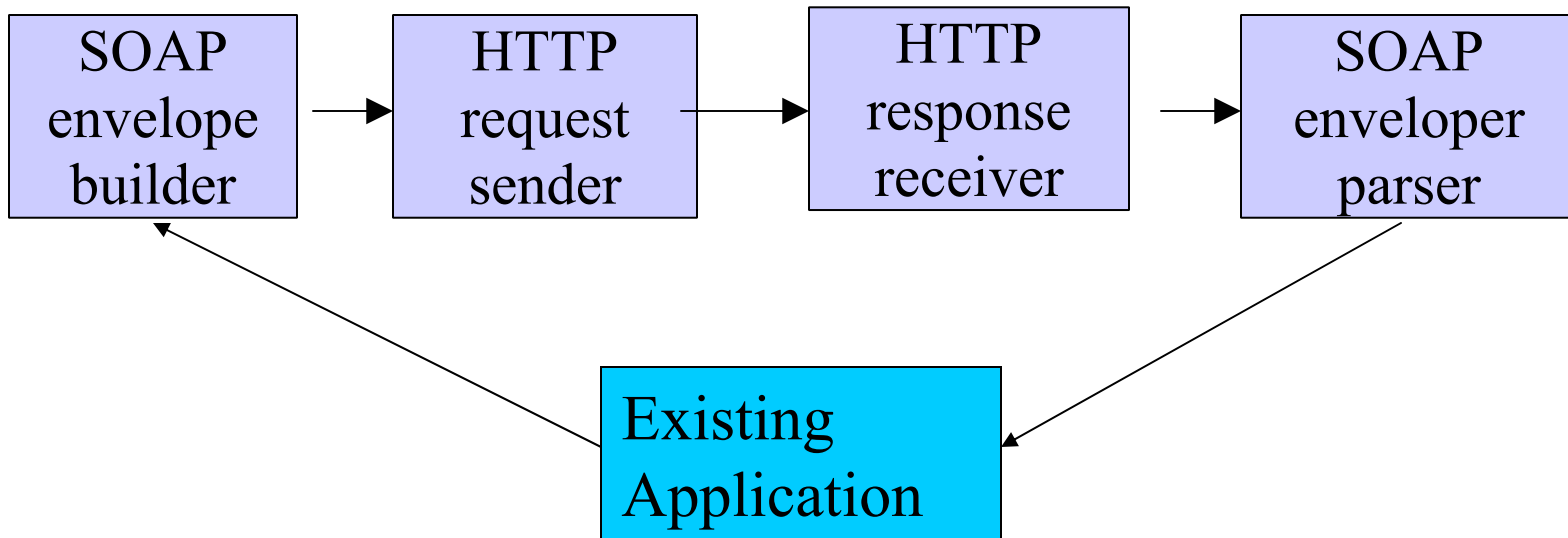 SOAP
envelope
builder
HTTP
request
sender
HTTP
response
receiver
SOAP
enveloper
parser
Existing
Application